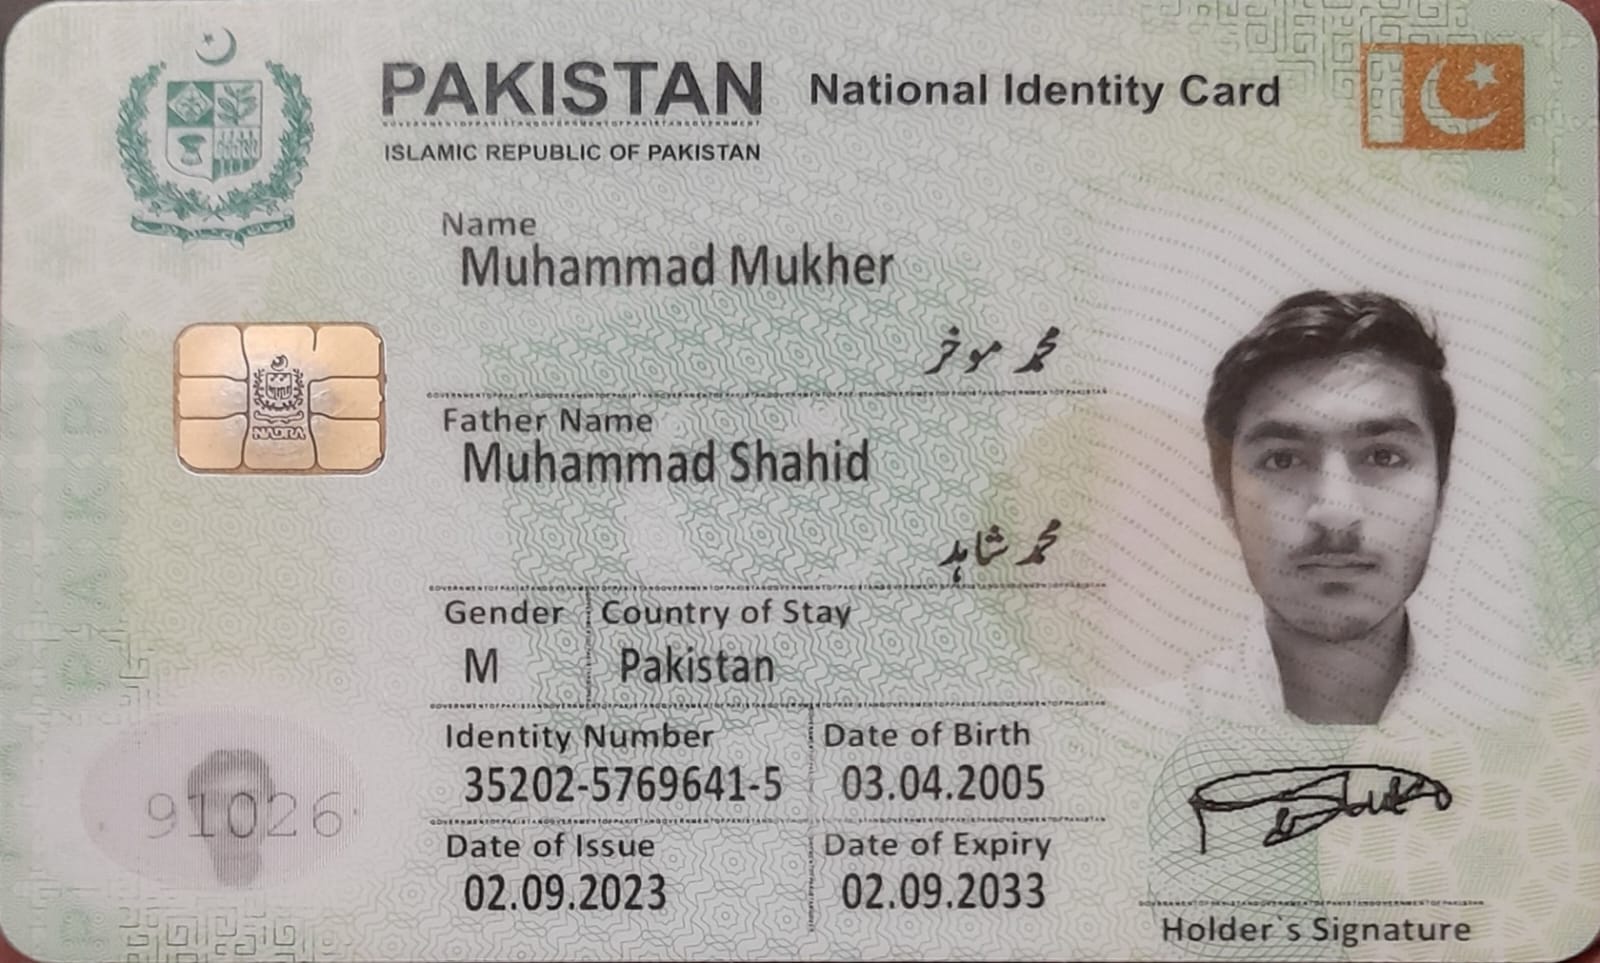 PAKISTAN National Identity Card
ISLAMIC REPUBLIC OF PAKISTAN
Name
Muhammad Mukher
محمد موخر
Father Name
Muhammad Shahid
محمد شاہد
Gender Country of Stay
M Pakistan
Identity Number Date of Birth
35202-5769641-5 03.04.2005
91026
Date of Issue Date of Expiry
02.09.2023 02.09.2033
Holder`s Signature
NADRA